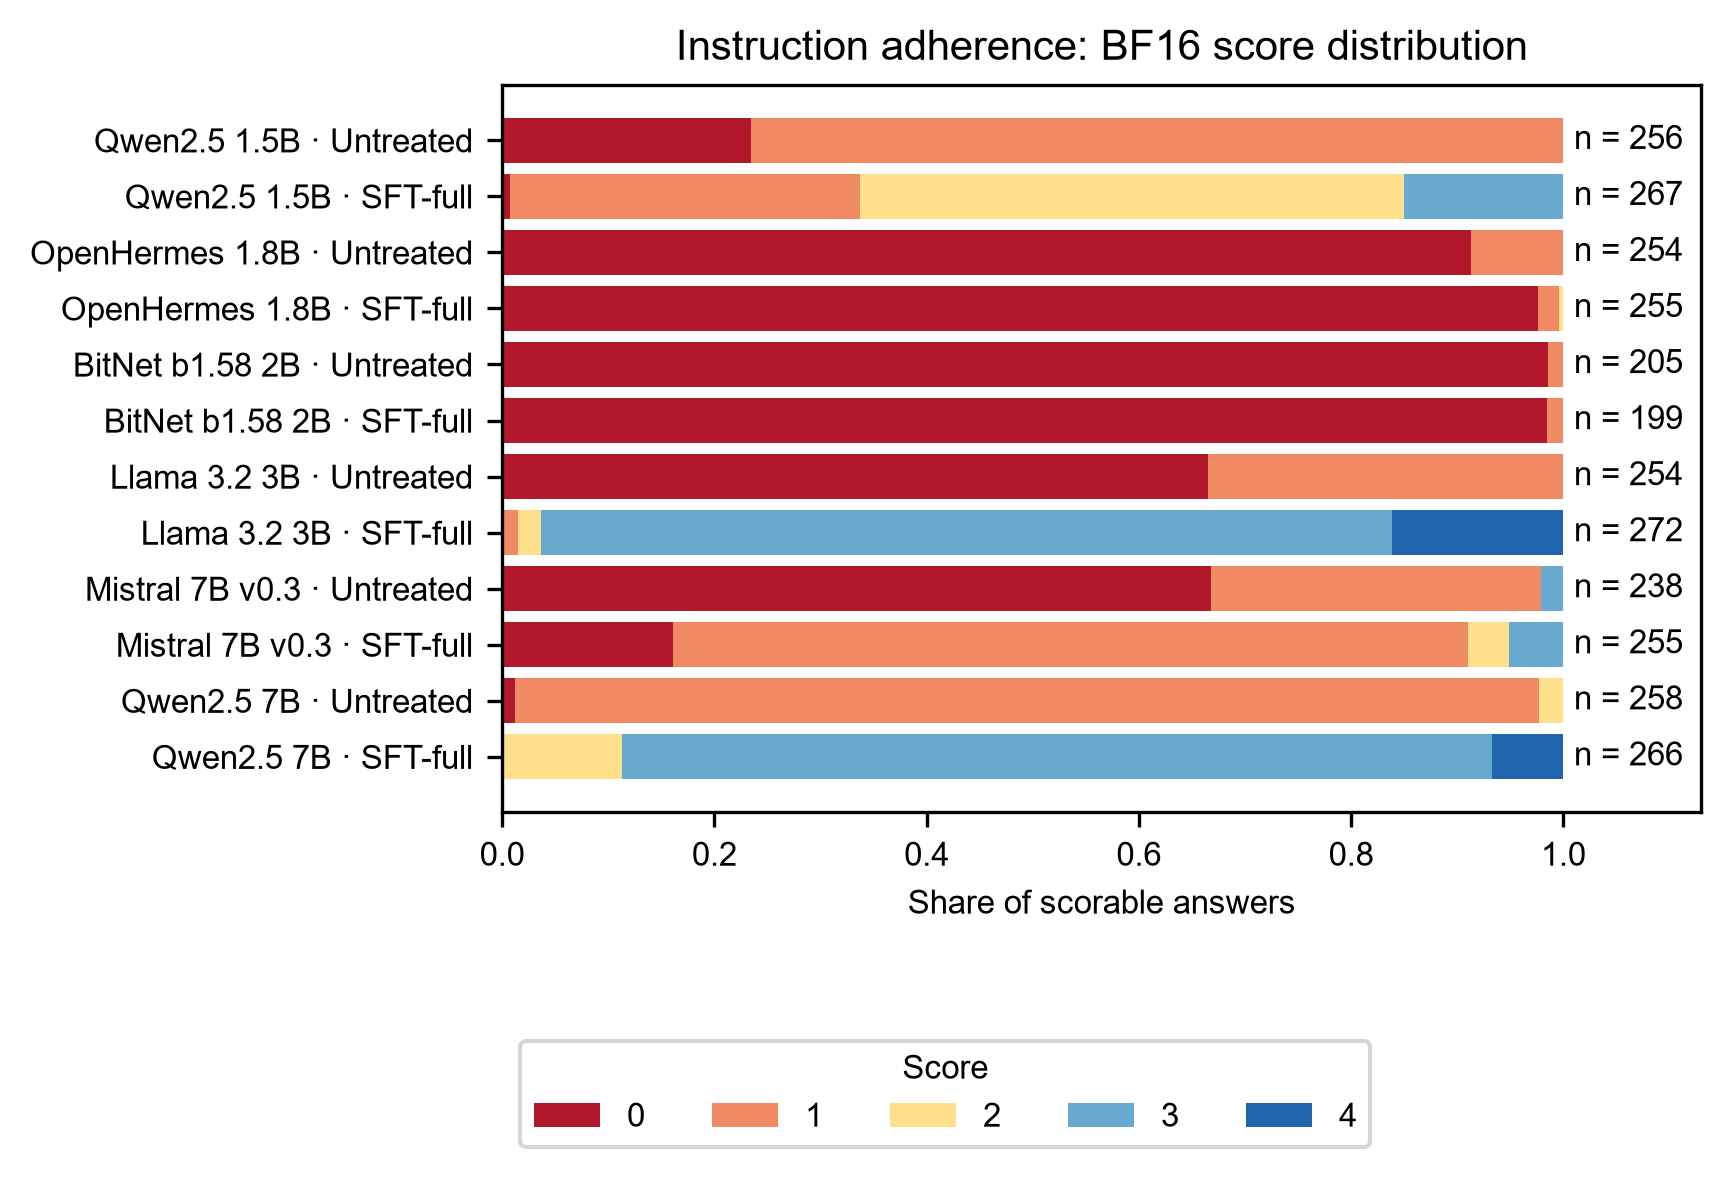 Instruction adherence: BF16 score distribution
Qwen2.5 1.5B · Untreated n = 256
Qwen2.5 1.5B · SFT-full n = 267
OpenHermes 1.8B · Untreated n = 254
OpenHermes 1.8B · SFT-full n = 255
BitNet b1.58 2B · Untreated n = 205
BitNet b1.58 2B · SFT-full n = 199
Llama 3.2 3B · Untreated n = 254
Llama 3.2 3B · SFT-full n = 272
Mistral 7B v0.3 · Untreated n = 238
Mistral 7B v0.3 · SFT-full n = 255
Qwen2.5 7B · Untreated n = 258
Qwen2.5 7B · SFT-full n = 266
0.0 0.2 0.4 0.6 0.8 1.0
Share of scorable answers
Score
0 1 2 3 4